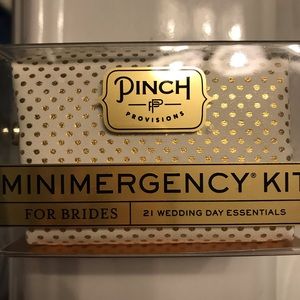 PINCH
PP
PROVISIONS
MINIMERGENCY® KIT
FOR BRIDES
21 WEDDING DAY ESSENTIALS